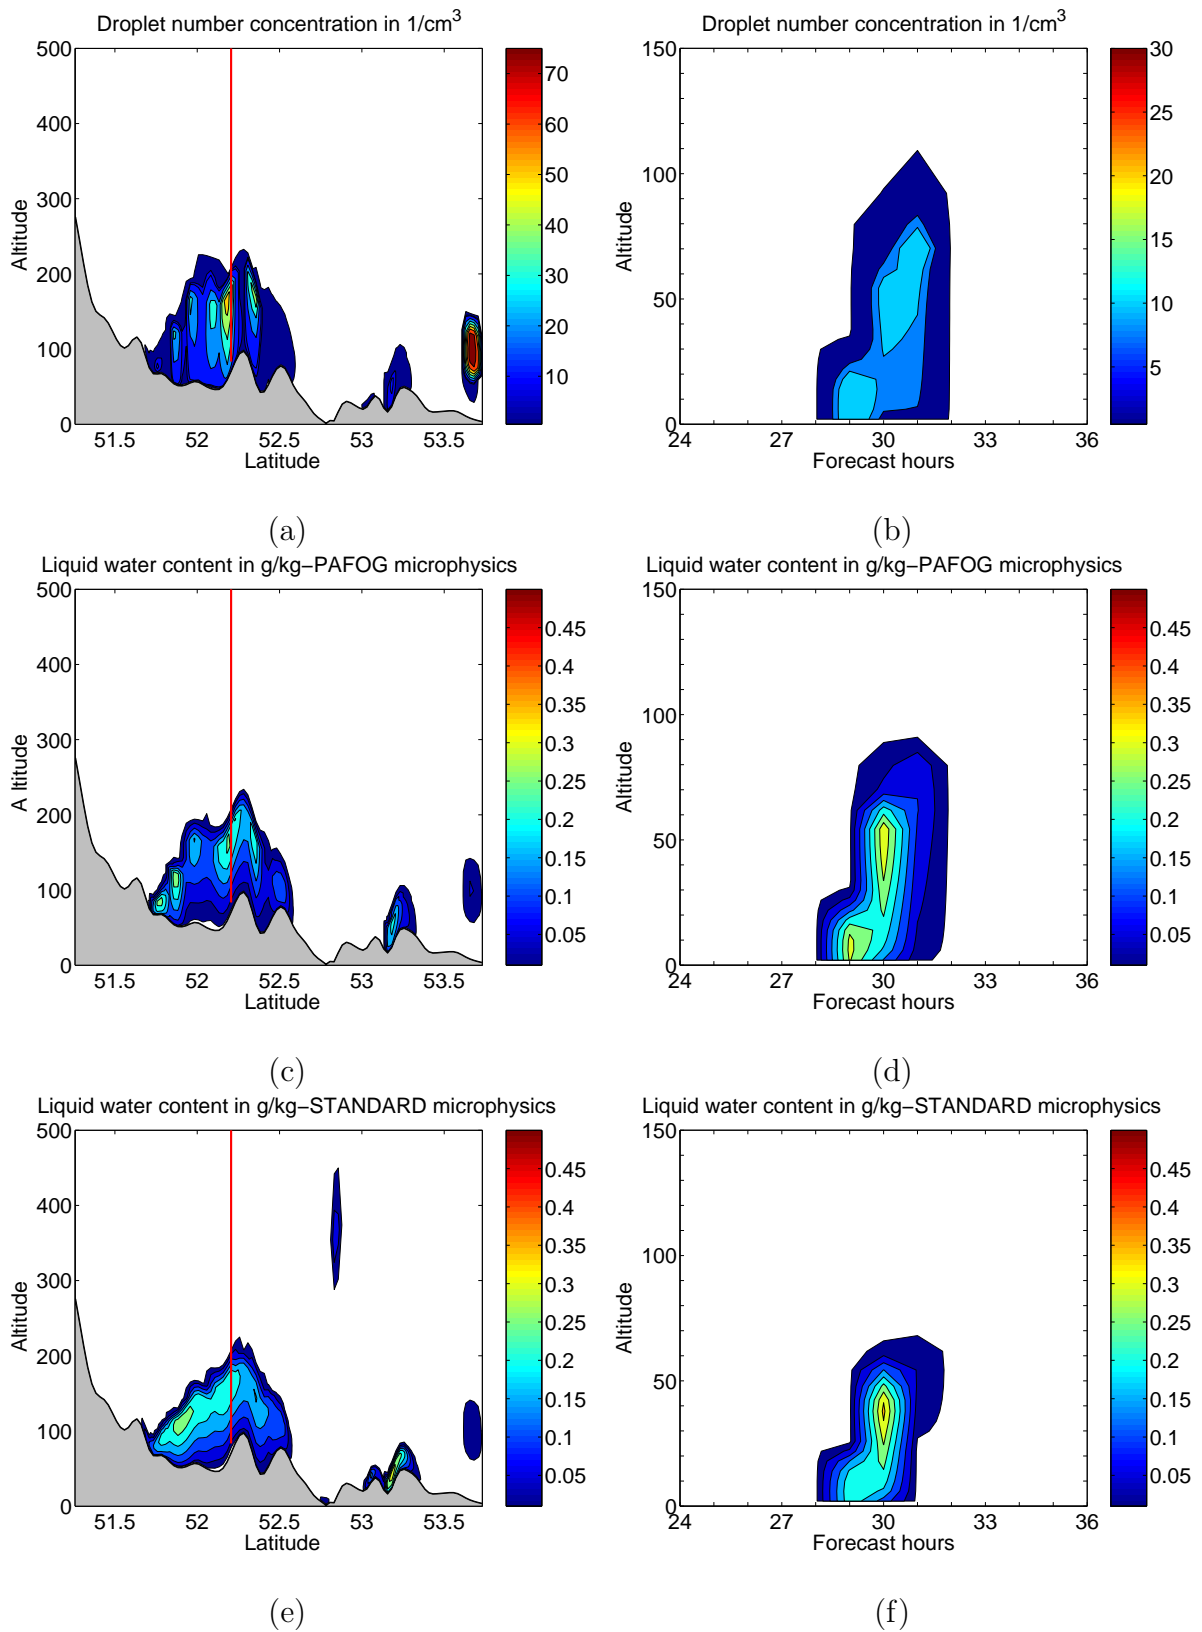 Droplet number concentration in 1/cm3
500
400
300
200
100
0
Altitude
51.5 52 52.5 53 53.5
Latitude
70
60
50
40
30
20
10
(a)
Droplet number concentration in 1/cm3
150
100
50
0
Altitude
24 27 30 33 36
Forecast hours
30
25
20
15
10
5
(b)
Liquid water content in g/kg−PAFOG microphysics
500
400
300
200
100
0
A ltitude
51.5 52 52.5 53 53.5
Latitude
0.45
0.4
0.35
0.3
0.25
0.2
0.15
0.1
0.05
(c)
Liquid water content in g/kg−PAFOG microphysics
150
100
50
0
Altitude
24 27 30 33 36
Forecast hours
0.45
0.4
0.35
0.3
0.25
0.2
0.15
0.1
0.05
(d)
Liquid water content in g/kg−STANDARD microphysics
500
400
300
200
100
0
Altitude
51.5 52 52.5 53 53.5
Latitude
0.45
0.4
0.35
0.3
0.25
0.2
0.15
0.1
0.05
(e)
Liquid water content in g/kg−STANDARD microphysics
150
100
50
0
Altitude
24 27 30 33 36
Forecast hours
0.45
0.4
0.35
0.3
0.25
0.2
0.15
0.1
0.05
(f)